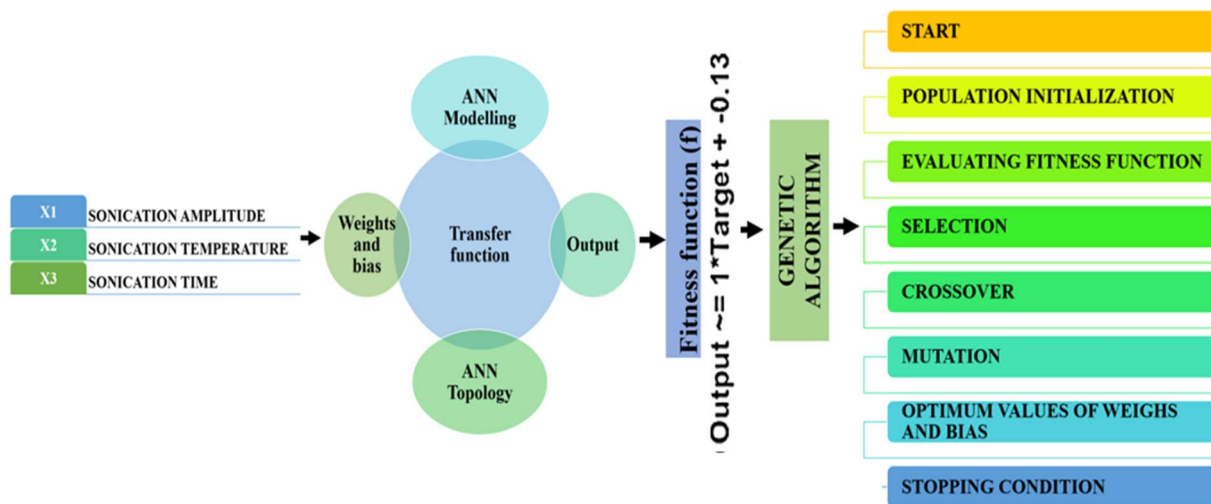 X1 SONICATION AMPLITUDE
X2 SONICATION TEMPERATURE
X3 SONICATION TIME
ANN
Modelling
Weights
and
bias
Transfer
function
Output
ANN
Topology
Fitness function (f)
Output ~= 1*Target + -0.13
GENETIC
ALGORITHM
START
POPULATION INITIALIZATION
EVALUATING FITNESS FUNCTION
SELECTION
CROSSOVER
MUTATION
OPTIMUM VALUES OF WEIGHS
AND BIAS
STOPPING CONDITION